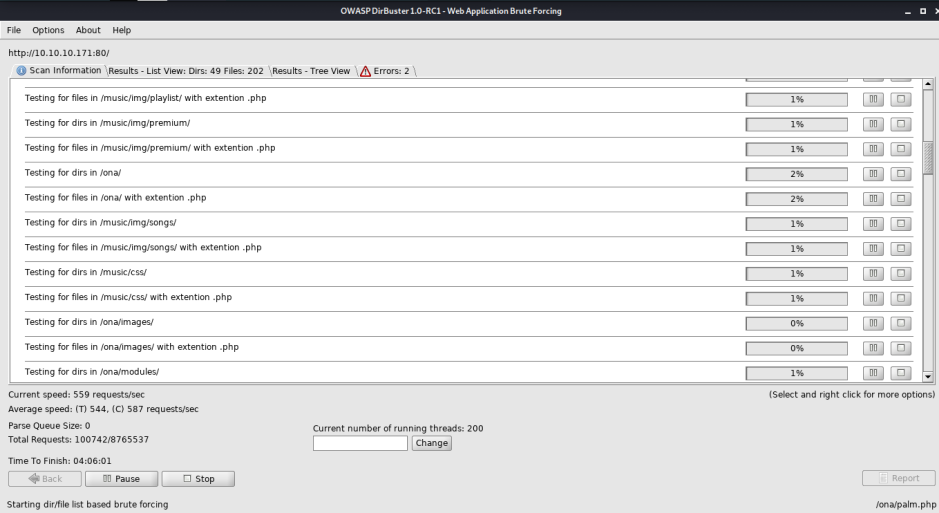 OWASP DirBuster 1.0-RC1 - Web Application Brute Forcing
File Options About Help
http://10.10.10.171:80/
Scan Information Results - List View: Dirs: 49 Files: 202 Results - Tree View Errors: 2
Testing for files in /music/img/playlist/ with extention .php 1%
Testing for dirs in /music/img/premium/ 1%
Testing for files in /music/img/premium/ with extention .php 1%
Testing for dirs in /ona/ 2%
Testing for files in /ona/ with extention .php 2%
Testing for dirs in /music/img/songs/ 1%
Testing for files in /music/img/songs/ with extention .php 1%
Testing for dirs in /music/css/ 1%
Testing for files in /music/css/ with extention .php 1%
Testing for dirs in /ona/images/ 0%
Testing for files in /ona/images/ with extention .php 0%
Testing for dirs in /ona/modules/ 1%
Current speed: 559 requests/sec (Select and right click for more options)
Average speed: (T) 544, (C) 587 requests/sec
Parse Queue Size: 0
Current number of running threads: 200
Total Requests: 100742/8765537
Change
Time To Finish: 04:06:01
Back Pause Stop Report
Starting dir/file list based brute forcing /ona/palm.php